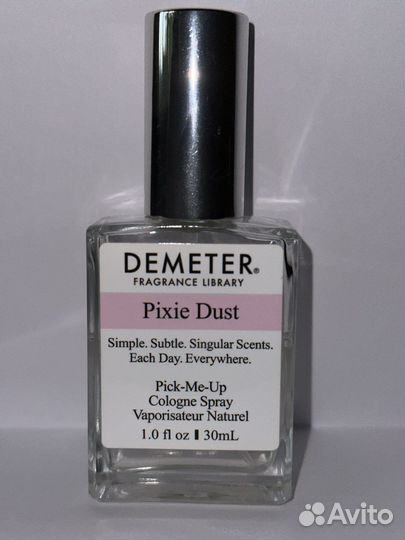 DEMETER®
FRAGRANCE LIBRARY
Pixie Dust
Simple. Subtle. Singular Scents.
Each Day. Everywhere.
Pick-Me-Up
Cologne Spray
Vaporisateur Naturel
1.0 fl oz | 30mL
Avito